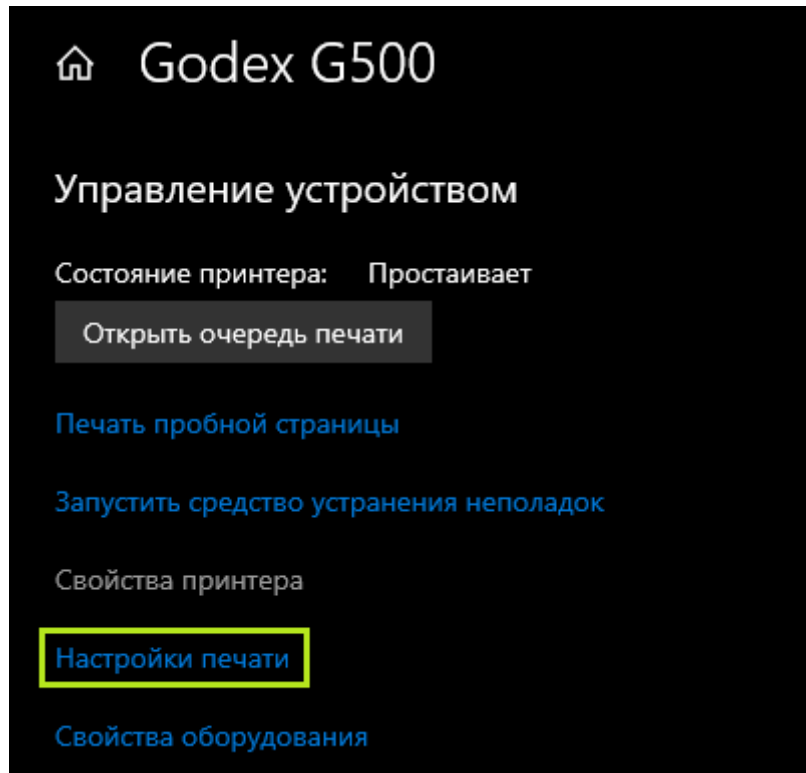 Godex G500
Управление устройством
Состояние принтера: Простаивает
Открыть очередь печати
Печать пробной страницы
Запустить средство устранения неполадок
Свойства принтера
Настройки печати
Свойства оборудования